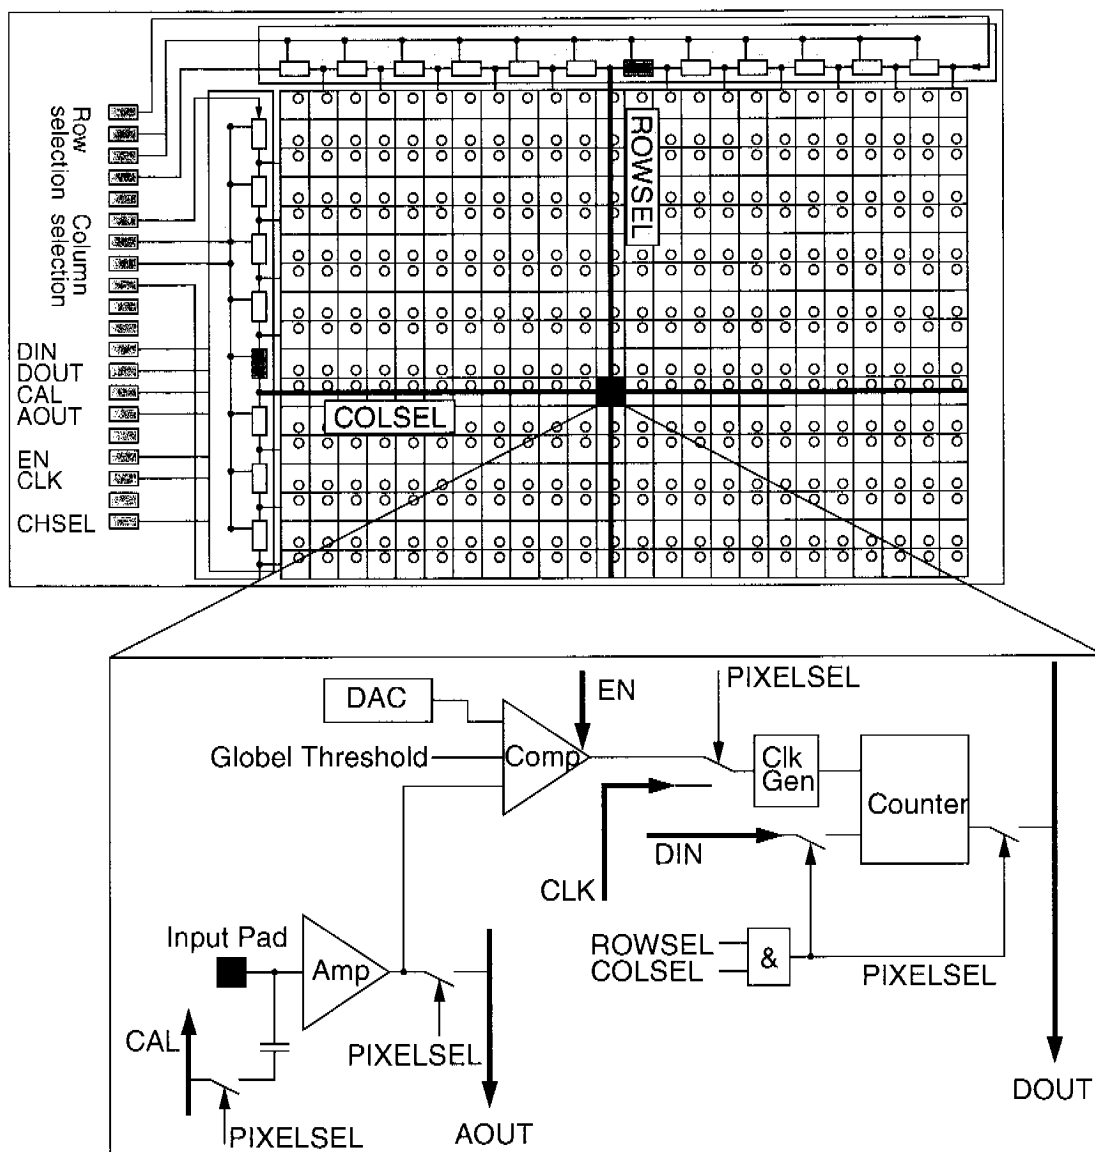 Row
selection
Column
selection
ROWSEL
DIN
DOUT
CAL
AOUT
EN
CLK
CHSEL
COLSEL
PIXELSEL
EN
DAC
Globel Threshold
Comp
Clk
Gen
Counter
DIN
CLK
Input Pad
Amp
ROWSEL
COLSEL
&
PIXELSEL
CAL
PIXELSEL
DOUT
PIXELSEL
AOUT